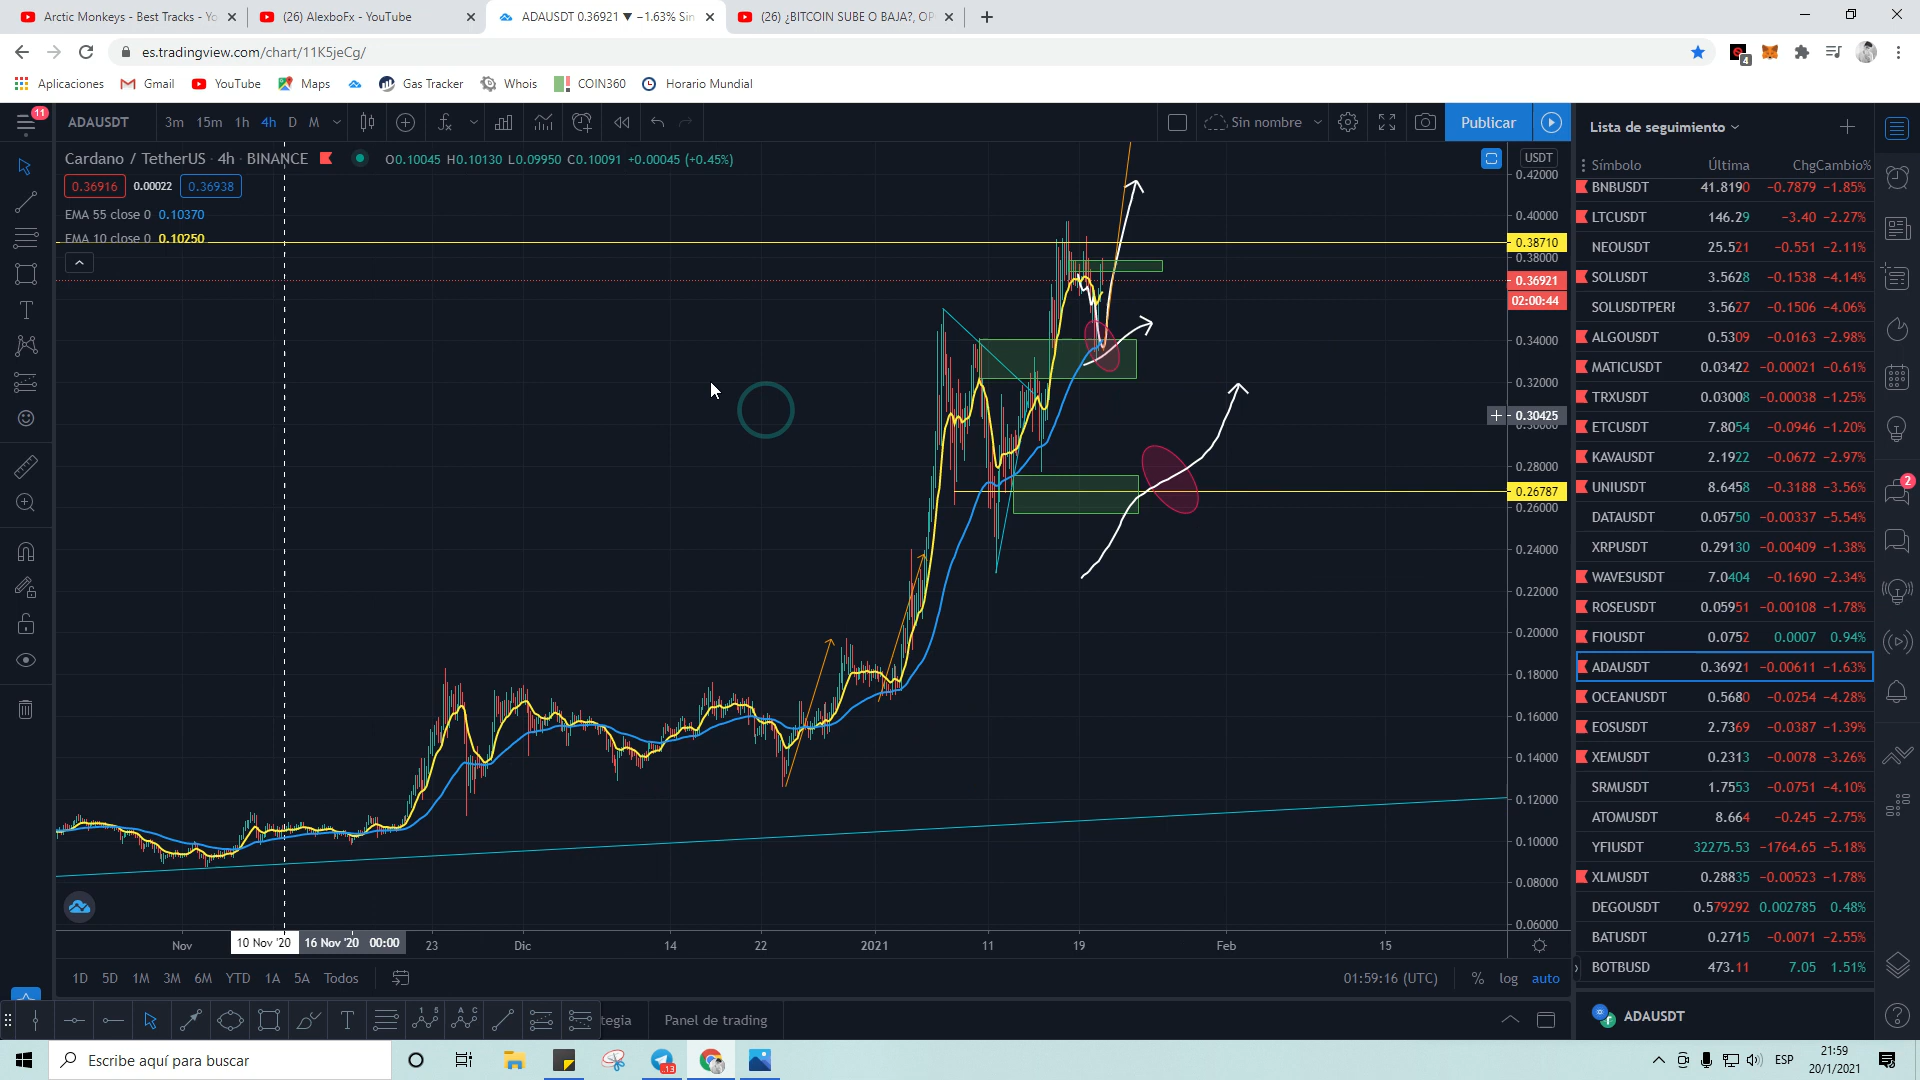 Arctic Monkeys - Best Tracks - Yo
(26) AlexboFx - YouTube
ADAUSDT 0.36921 ▼ −1.63% Sin
(26) ¿BITCOIN SUBE O BAJA?, OP
es.tradingview.com/chart/11K5jeCg/
4
Aplicaciones Gmail YouTube Maps Gas Tracker Whois COIN360 Horario Mundial
11
ADAUSDT 3m 15m 1h 4h D M Sin nombre Publicar
Lista de seguimiento
Cardano / TetherUS · 4h · BINANCE O0.10045 H0.10130 L0.09950 C0.10091 +0.00045 (+0.45%)
USDT
0.36916 0.00022 0.36938
EMA 55 close 0 0.10370
EMA 10 close 0 0.10250
0.42000
0.40000
0.38710
0.38000
0.36921
02:00:44
0.34000
0.32000
0.30425
0.28000
0.26787
0.26000
0.24000
0.22000
0.20000
0.18000
0.16000
0.14000
0.12000
0.10000
0.08000
0.06000
Nov 10 Nov '20 16 Nov '20 00:00 23 Dic 14 22 2021 11 19 Feb 15
1D 5D 1M 3M 6M YTD 1A 5A Todos
01:59:16 (UTC) % log auto
tegia Panel de trading
Símbolo Última ChgCambio%
BNBUSDT 41.8190 −0.7879 −1.85%
LTCUSDT 146.29 −3.40 −2.27%
NEOUSDT 25.521 −0.551 −2.11%
SOLUSDT 3.5628 −0.1538 −4.14%
SOLUSDTPERF 3.5627 −0.1506 −4.06%
ALGOUSDT 0.5309 −0.0163 −2.98%
MATICUSDT 0.03422 −0.00021 −0.61%
TRXUSDT 0.03008 −0.00038 −1.25%
ETCUSDT 7.8054 −0.0946 −1.20%
KAVAUSDT 2.1922 −0.0672 −2.97%
UNIUSDT 8.6458 −0.3188 −3.56%
DATAUSDT 0.05750 −0.00337 −5.54%
XRPUSDT 0.29130 −0.00409 −1.38%
WAVESUSDT 7.0404 −0.1690 −2.34%
ROSEUSDT 0.05951 −0.00108 −1.78%
FIOUSDT 0.0752 0.0007 0.94%
ADAUSDT 0.36921 −0.00611 −1.63%
OCEANUSDT 0.5680 −0.0254 −4.28%
EOSUSDT 2.7369 −0.0387 −1.39%
XEMUSDT 0.2313 −0.0078 −3.26%
SRMUSDT 1.7553 −0.0751 −4.10%
ATOMUSDT 8.664 −0.245 −2.75%
YFIUSDT 32275.53 −1764.65 −5.18%
XLMUSDT 0.28835 −0.00523 −1.78%
DEGOUSDT 0.579292 0.002785 0.48%
BATUSDT 0.2715 −0.0071 −2.55%
BOTBUSD 473.11 7.05 1.51%
ADAUSDT
2
Escribe aquí para buscar
13
ESP
21:59
20/1/2021